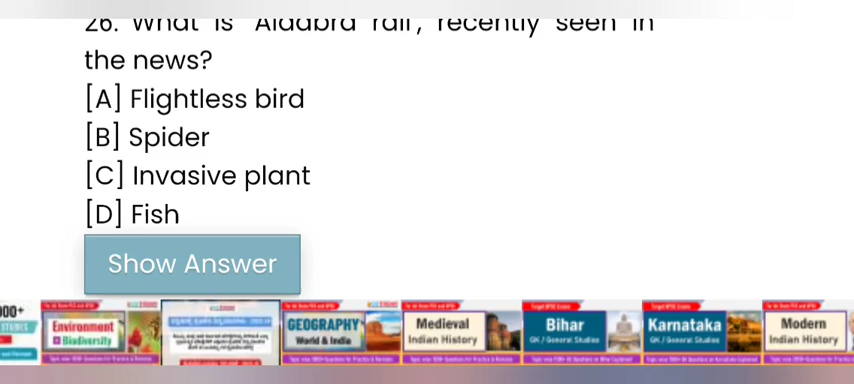 26. What is 'Aldabra rail', recently seen in
the news?
[A] Flightless bird
[B] Spider
[C] Invasive plant
[D] Fish
Show Answer
Environment
Biodiversity
GEOGRAPHY
World & India
Medieval
Indian History
Bihar
GK / General Studies
Karnataka
GK / General Studies
Modern
Indian History